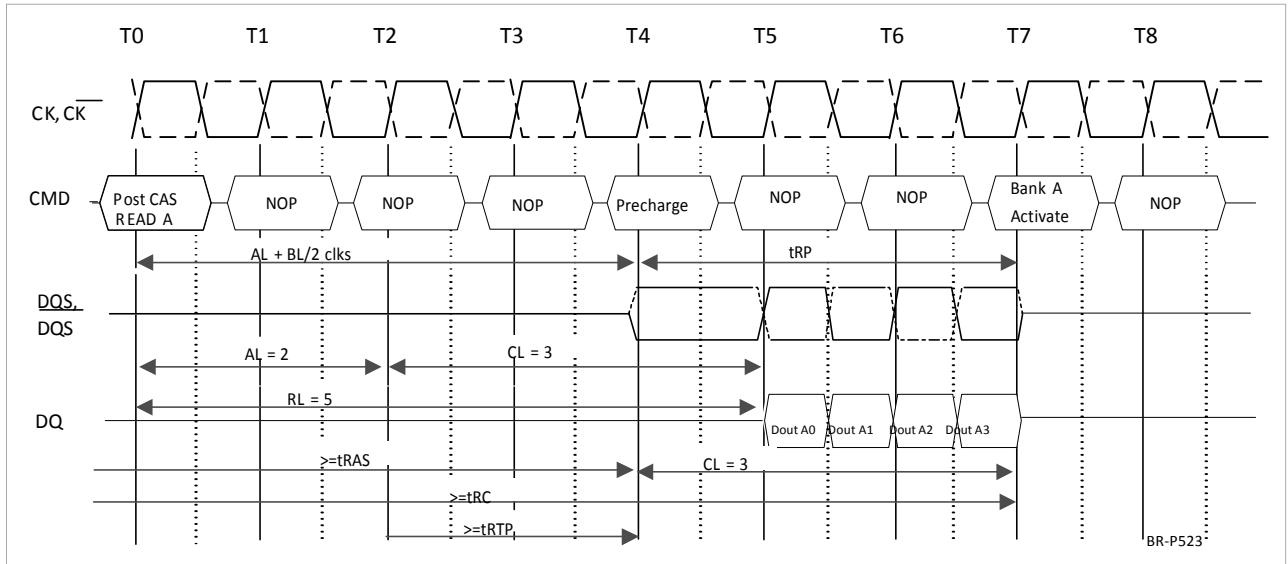 T0 T1 T2 T3 T4 T5 T6 T7 T8
CK, CK
CMD
Post CAS
READ A
NOP
NOP
NOP
Precharge
NOP
NOP
Bank A
Activate
NOP
AL + BL/2 clks
tRP
DQS,
DQS
AL = 2
CL = 3
RL = 5
DQ
Dout A0
Dout A1
Dout A2
Dout A3
>=tRAS
CL = 3
>=tRC
>=tRTP
BR-P523